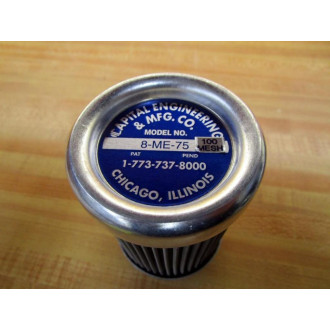 CAPITAL ENGINEERING
& MFG. CO.
MODEL NO.
8-ME-75 100 MESH
PAT PEND
1-773-737-8000
CHICAGO, ILLINOIS